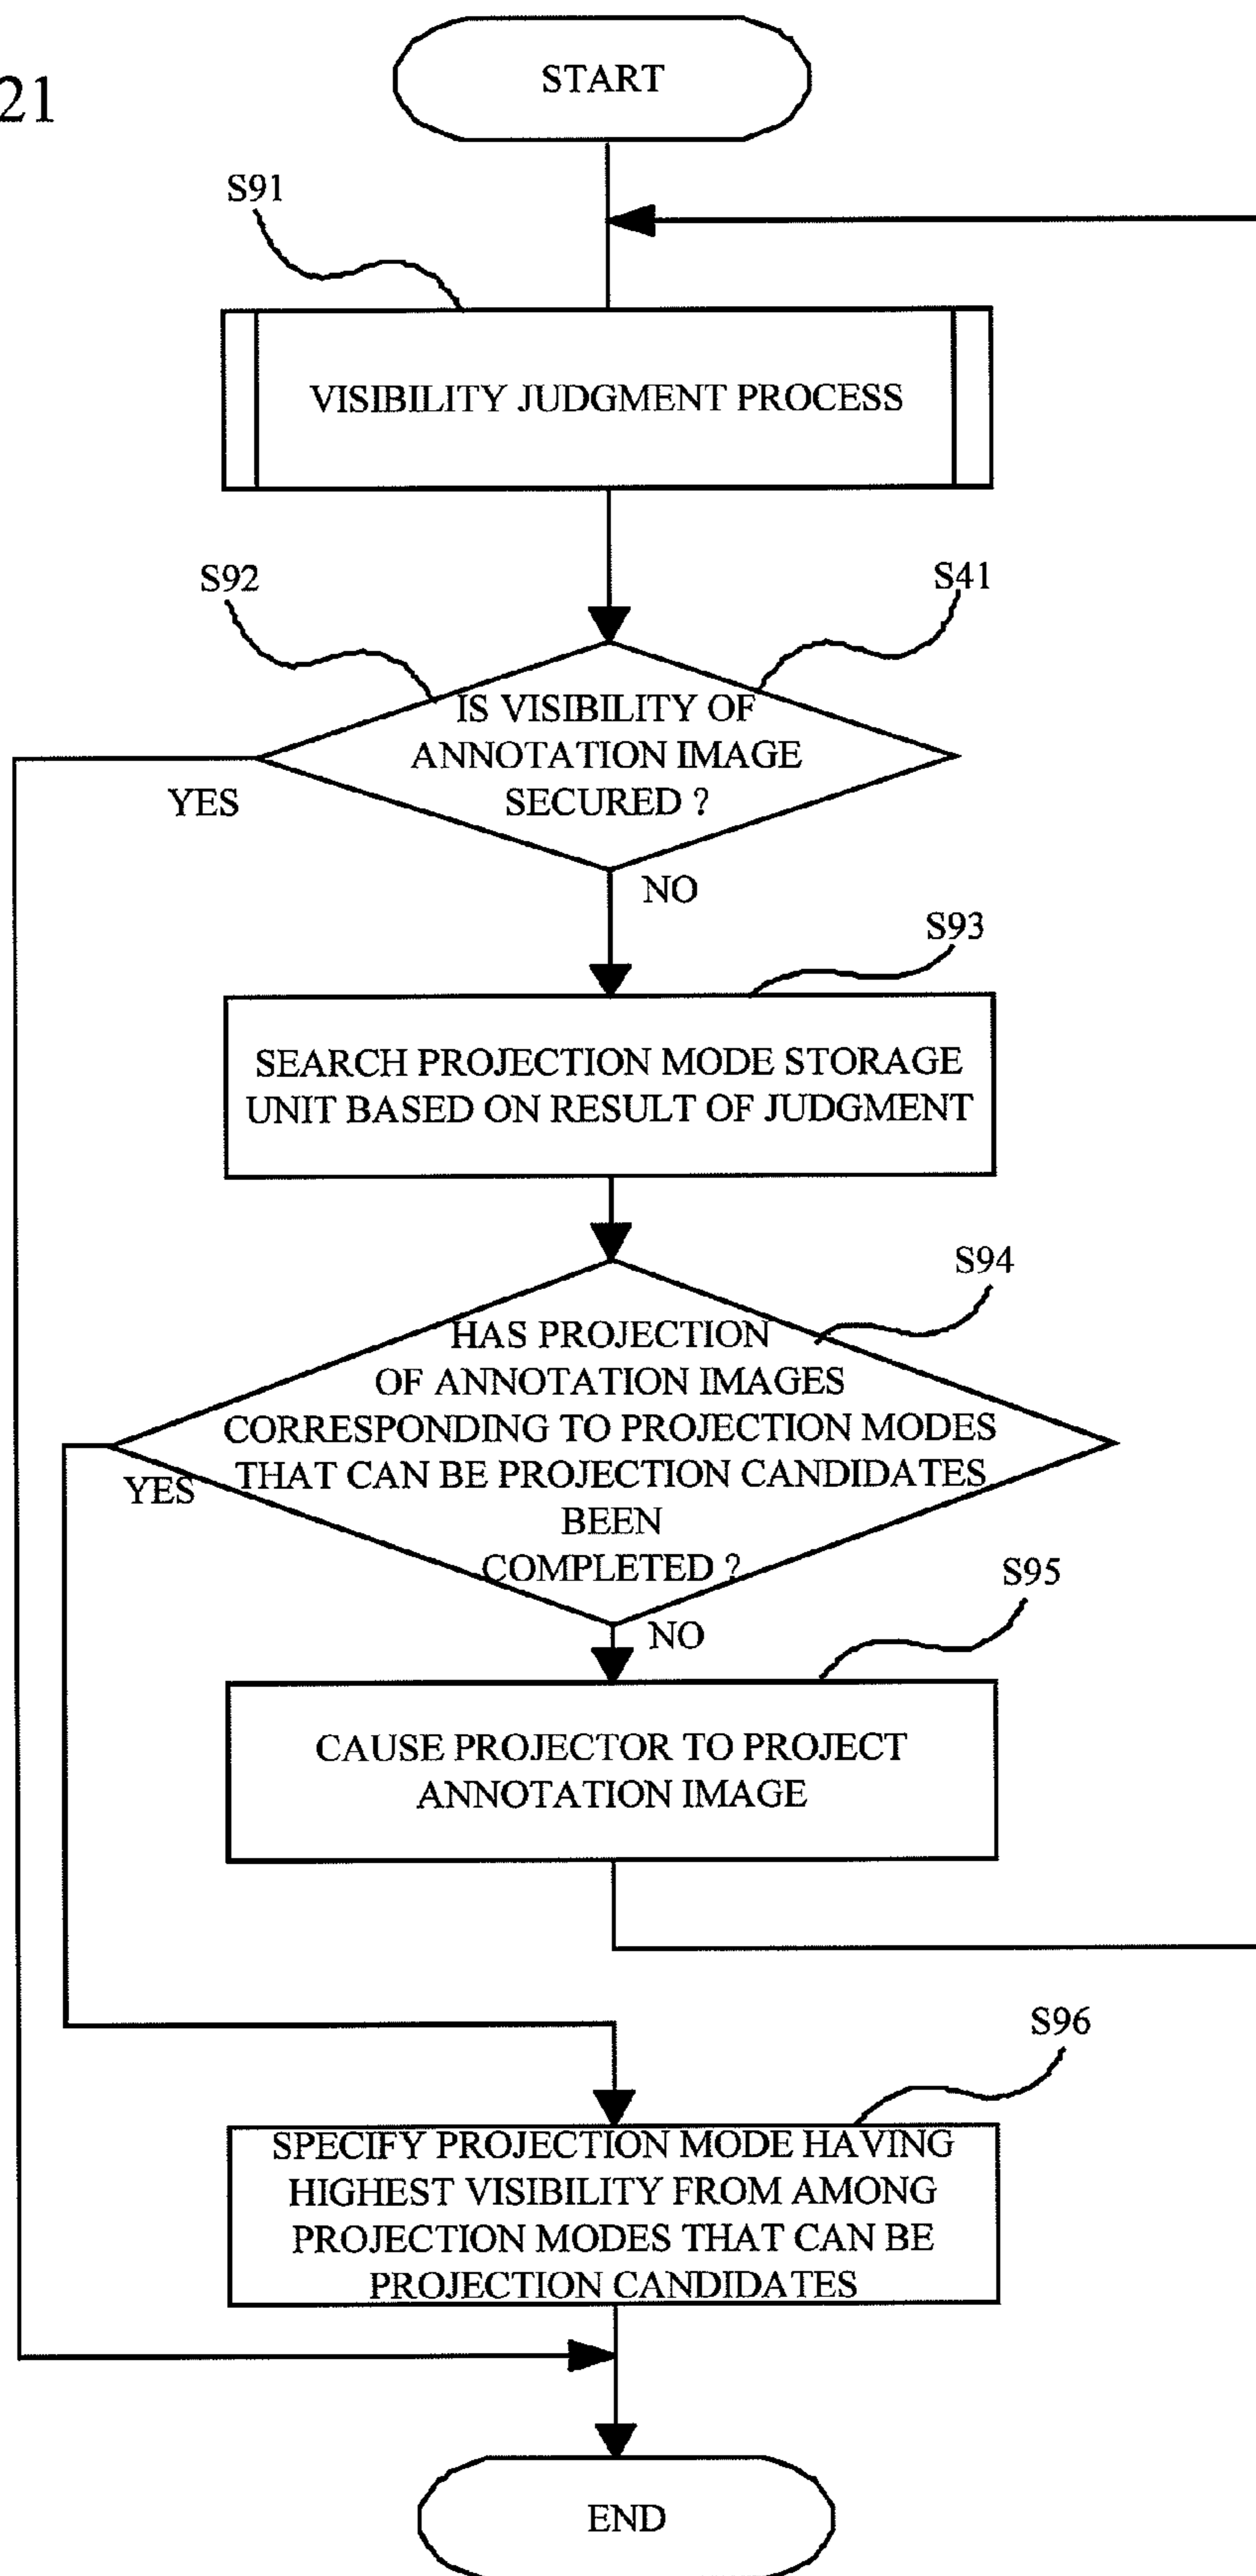 21
START
S91
VISIBILITY JUDGMENT PROCESS
S92
S41
IS VISIBILITY OF
ANNOTATION IMAGE
SECURED ?
YES
NO
S93
SEARCH PROJECTION MODE STORAGE
UNIT BASED ON RESULT OF JUDGMENT
S94
HAS PROJECTION
OF ANNOTATION IMAGES
CORRESPONDING TO PROJECTION MODES
THAT CAN BE PROJECTION CANDIDATES
BEEN
COMPLETED ?
YES
NO
S95
CAUSE PROJECTOR TO PROJECT
ANNOTATION IMAGE
S96
SPECIFY PROJECTION MODE HAVING
HIGHEST VISIBILITY FROM AMONG
PROJECTION MODES THAT CAN BE
PROJECTION CANDIDATES
END